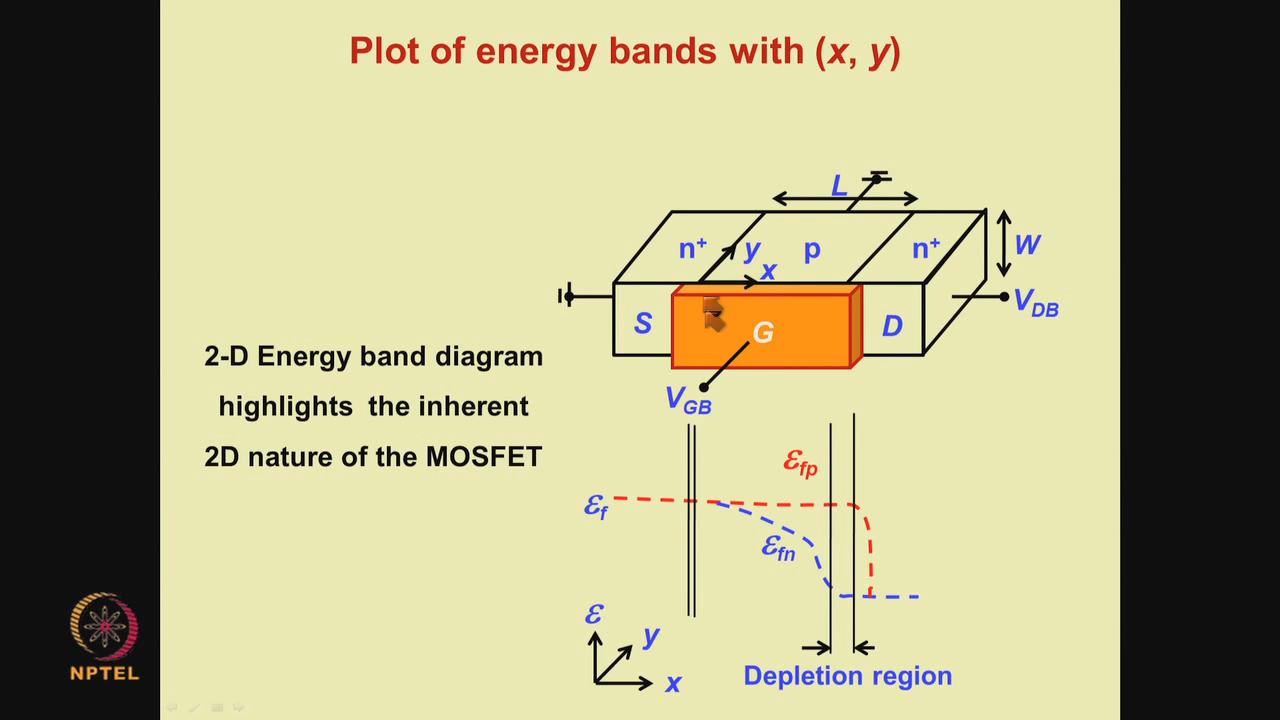 Plot of energy bands with (x, y)
L
n⁺
y
p
n⁺
W
x
S
G
D
V_DB
V_GB
2-D Energy band diagram
highlights the inherent
2D nature of the MOSFET
ℰ_fp
ℰ_f
ℰ_fn
ℰ
y
x
Depletion region
NPTEL